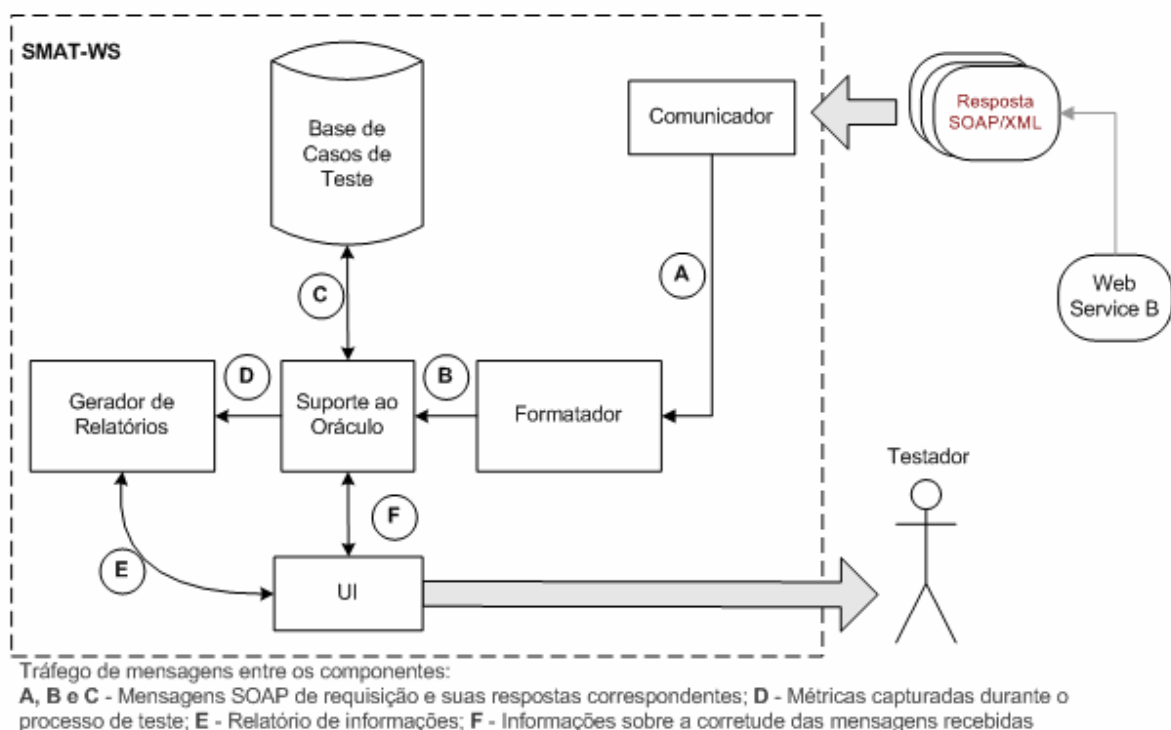 SMAT-WS
Base de
Casos de
Teste
Comunicador
Resposta
SOAP/XML
A
Web
Service B
C
D
B
Gerador de
Relatórios
Suporte ao
Oráculo
Formatador
Testador
F
E
UI
Tráfego de mensagens entre os componentes:
A, B e C - Mensagens SOAP de requisição e suas respostas correspondentes; D - Métricas capturadas durante o
processo de teste; E - Relatório de informações; F - Informações sobre a corretude das mensagens recebidas